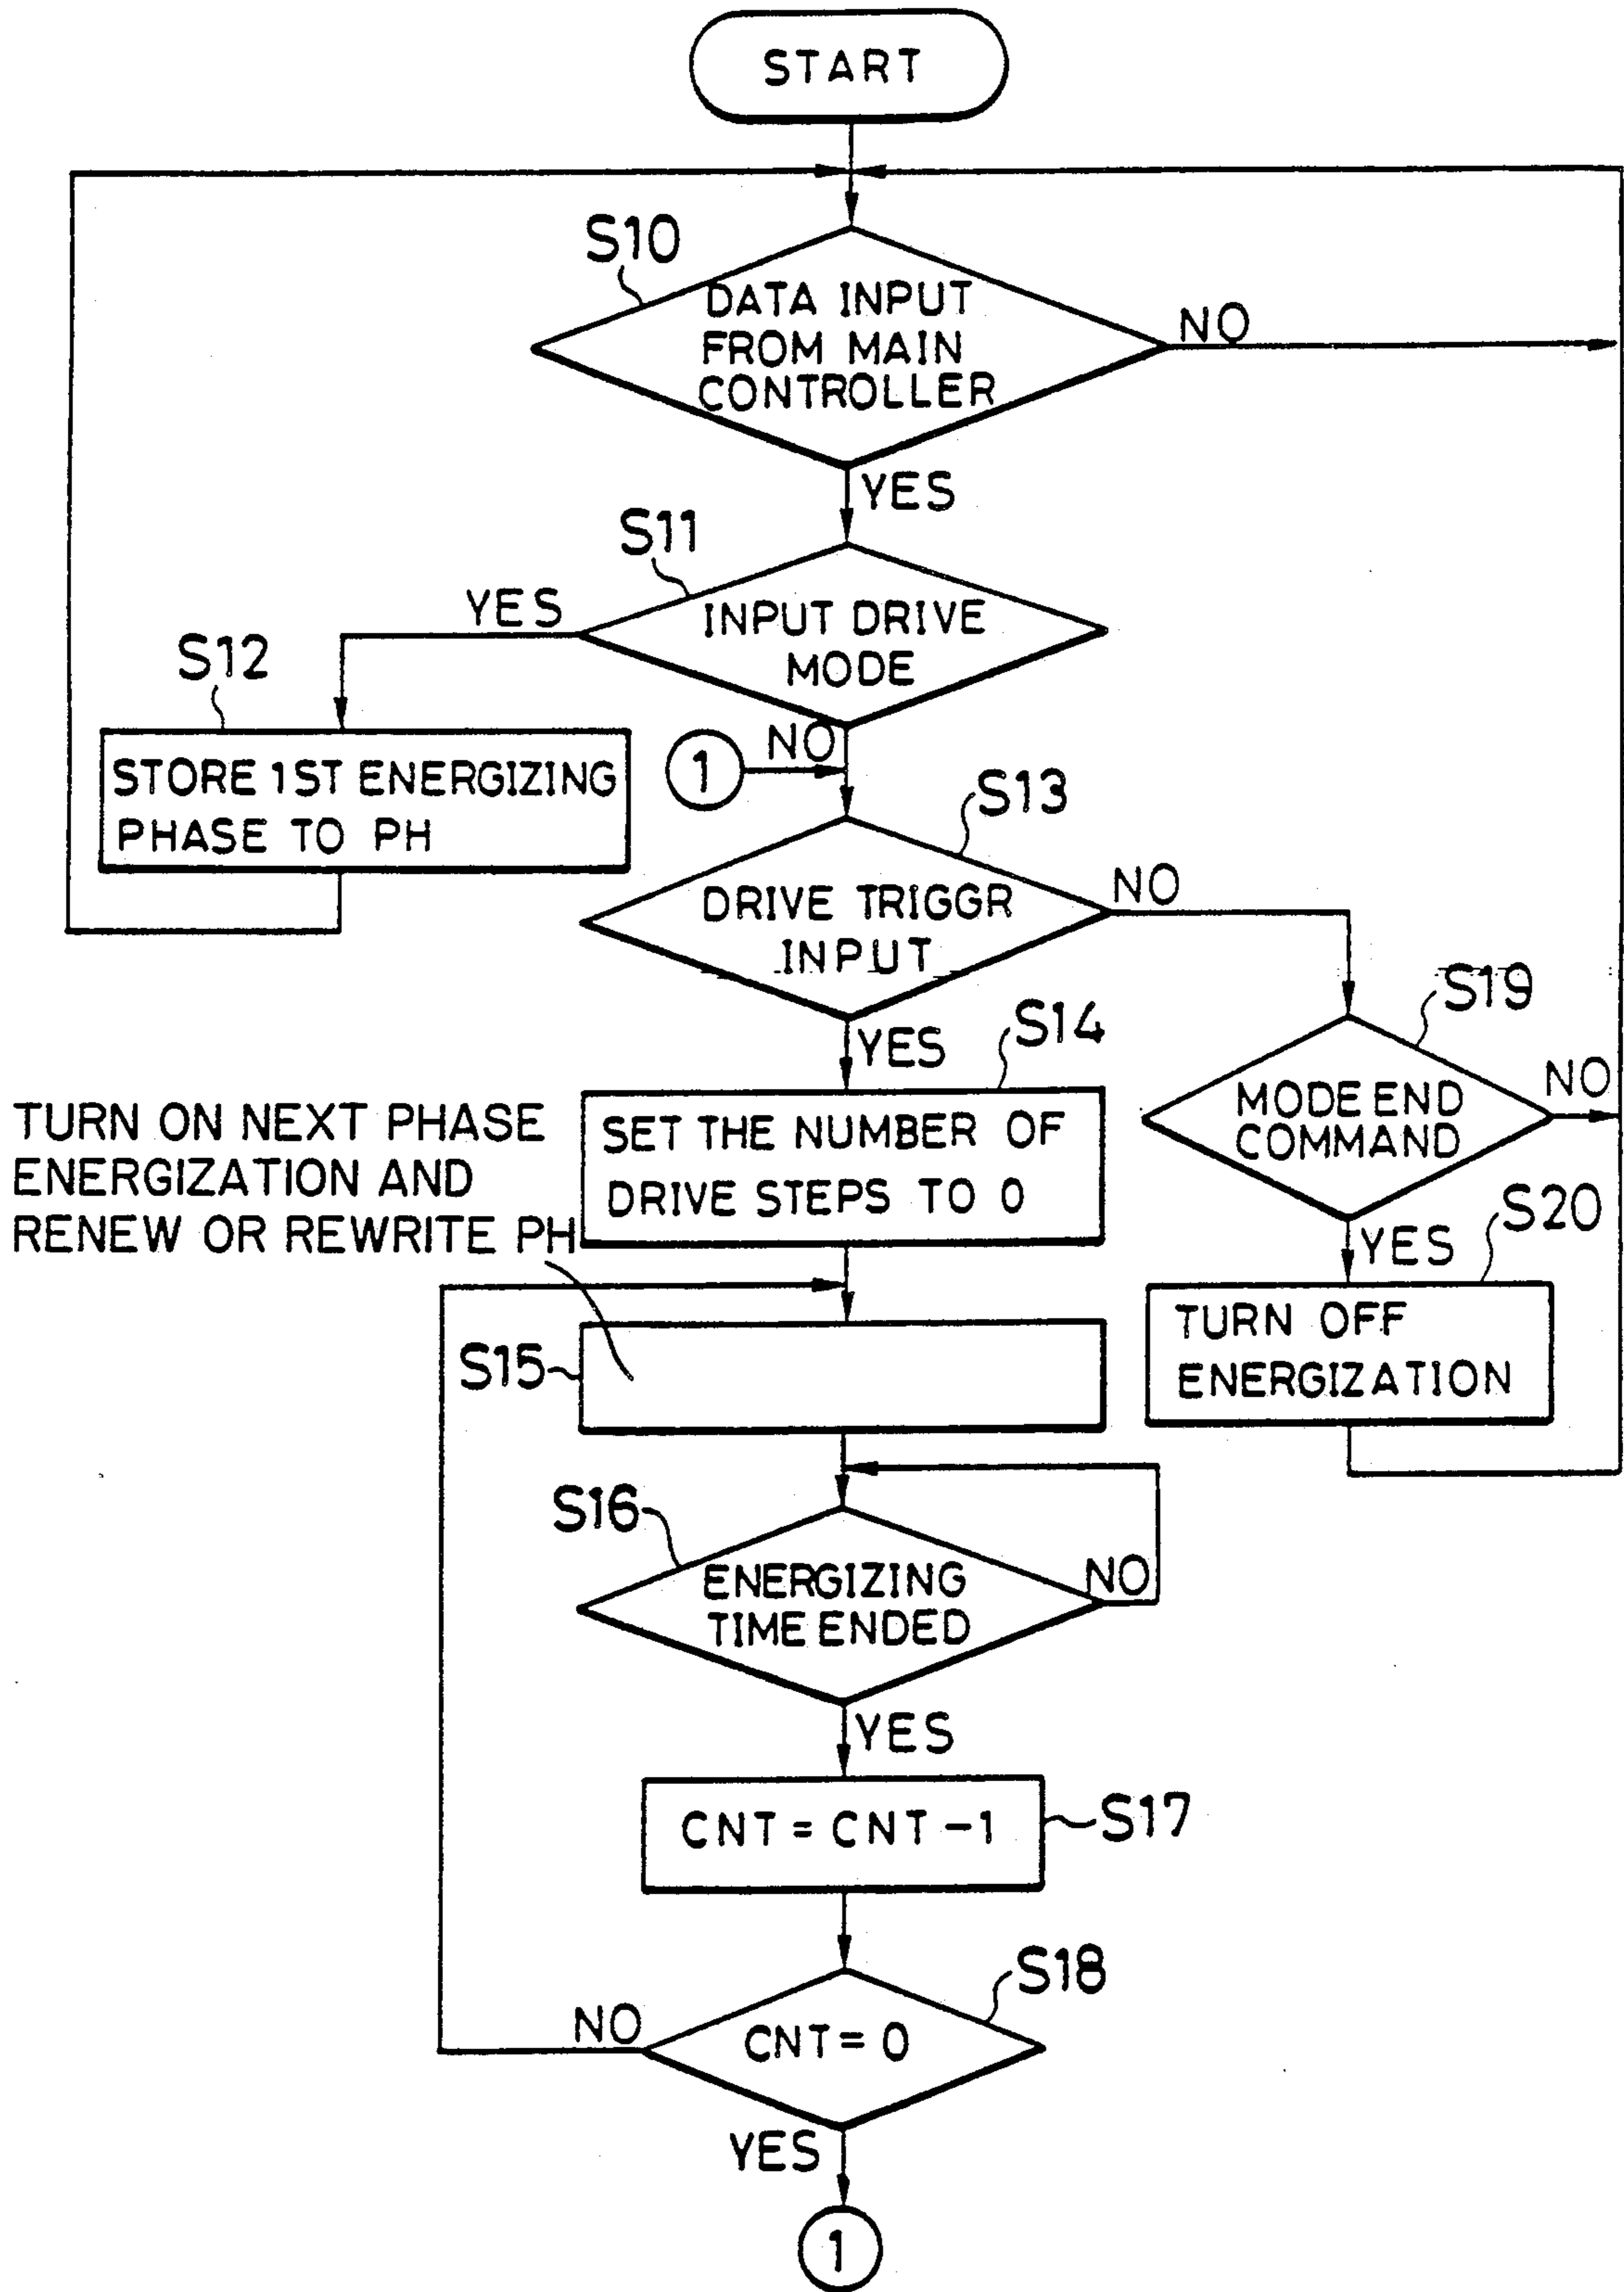 START
S10
DATA INPUT
FROM MAIN
CONTROLLER
NO
YES
S11
INPUT DRIVE
MODE
YES
S12
STORE 1ST ENERGIZING
PHASE TO PH
NO
1
S13
DRIVE TRIGGR
INPUT
NO
YES
S14
SET THE NUMBER OF
DRIVE STEPS TO 0
S19
MODE END
COMMAND
NO
YES
S20
TURN OFF
ENERGIZATION
TURN ON NEXT PHASE
ENERGIZATION AND
RENEW OR REWRITE PH
S15
S16
ENERGIZING
TIME ENDED
NO
YES
CNT = CNT -1
S17
S18
CNT = 0
NO
YES
1